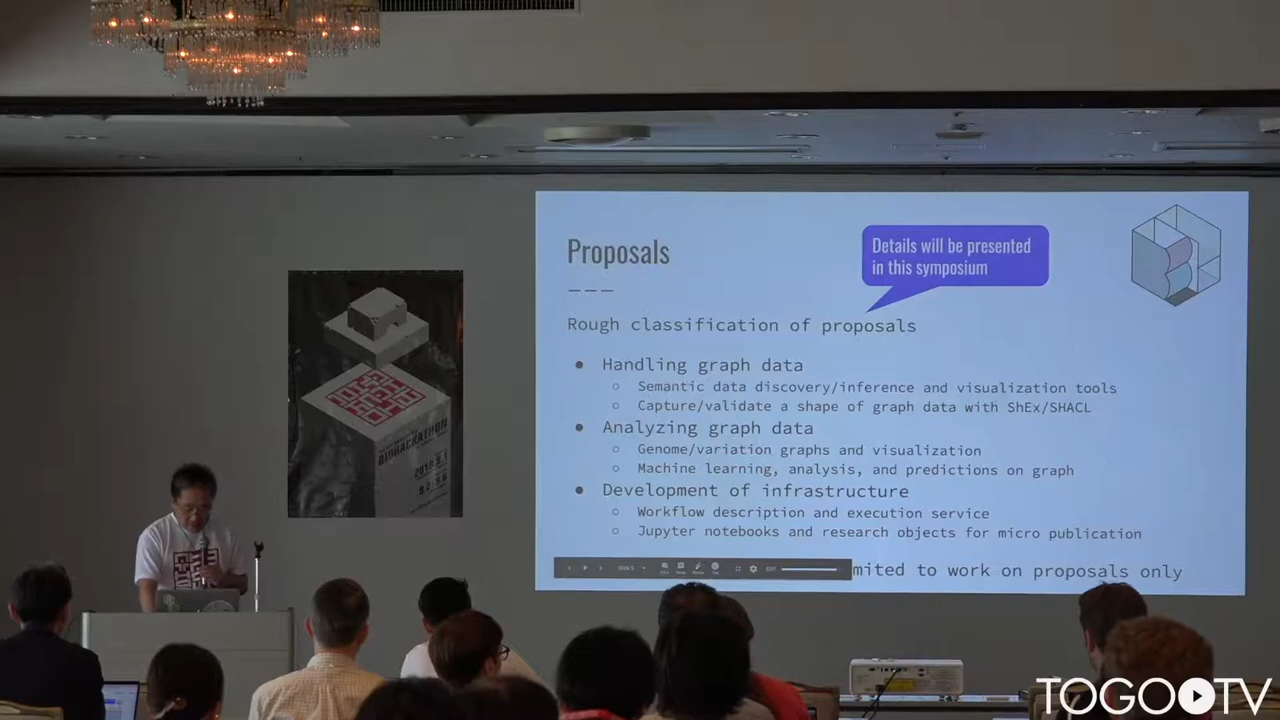 Proposals
Details will be presented
in this symposium
Rough classification of proposals
● Handling graph data
○ Semantic data discovery/inference and visualization tools
○ Capture/validate a shape of graph data with ShEx/SHACL
● Analyzing graph data
○ Genome/variation graphs and visualization
○ Machine learning, analysis, and predictions on graph
● Development of infrastructure
○ Workflow description and execution service
○ Jupyter notebooks and research objects for micro publication
mited to work on proposals only
BIOHACKATHON
TOGO TV